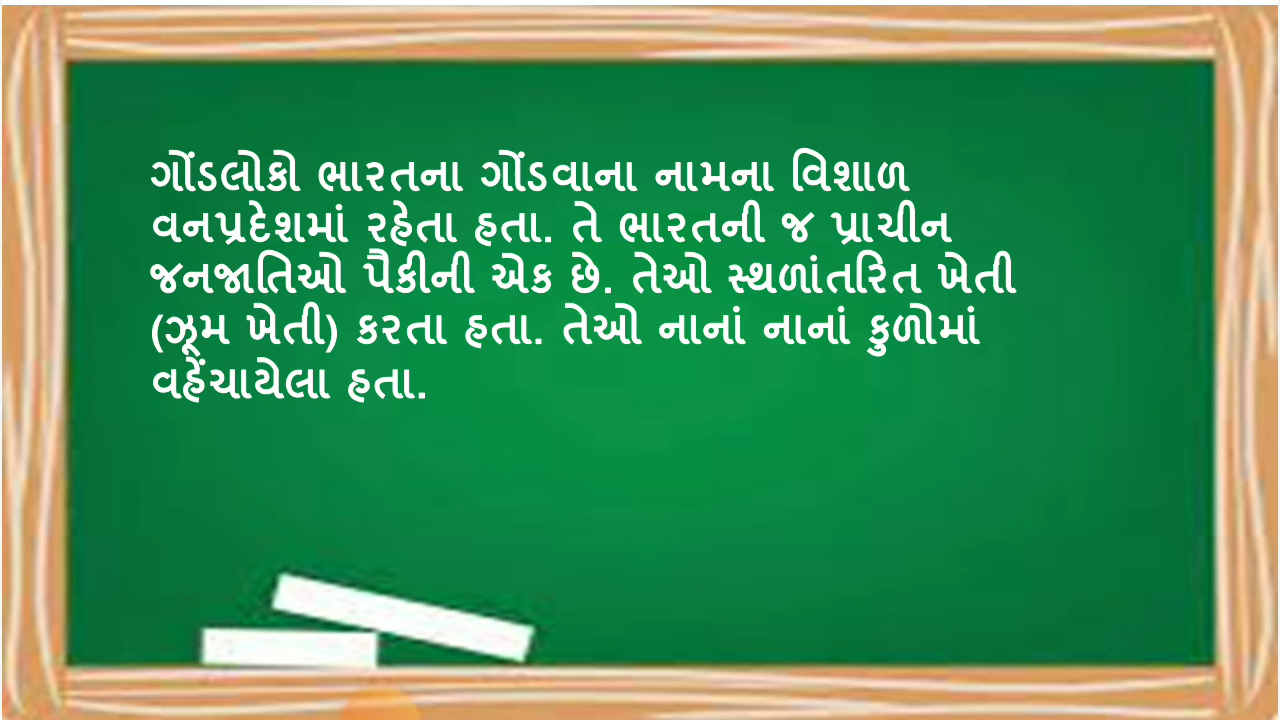 ગોંડલોકો ભારતના ગોંડવાના નામના વિશાળ
વનપ્રદેશમાં રહેતા હતા. તે ભારતની જ પ્રાચીન
જનજાતિઓ પૈકીની એક છે. તેઓ સ્થળાંતરિત ખેતી
(ઝૂમ ખેતી) કરતા હતા. તેઓ નાનાં નાનાં કુળોમાં
વહેંચાયેલા હતા.